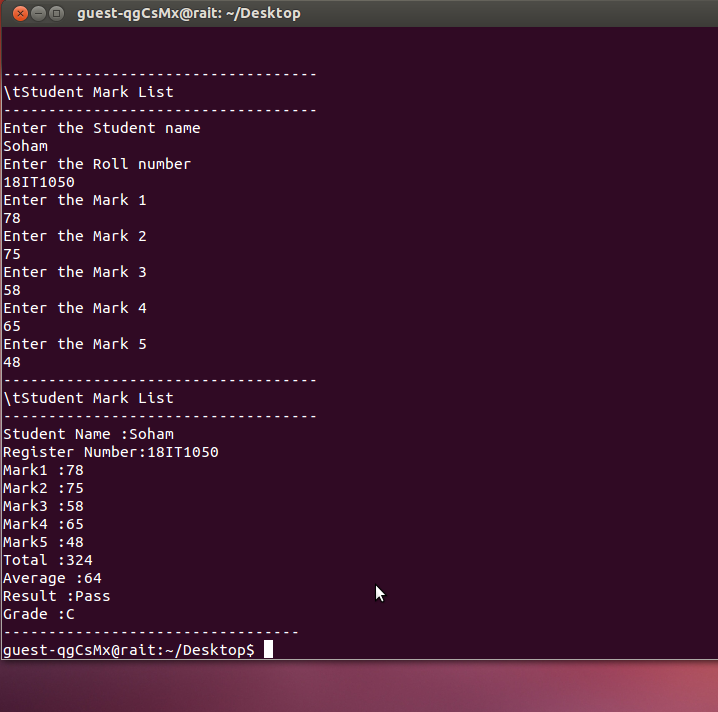 guest-qgCsMx@rait: ~/Desktop
-----------------------------------
\tStudent Mark List
-----------------------------------
Enter the Student name
Soham
Enter the Roll number
18IT1050
Enter the Mark 1
78
Enter the Mark 2
75
Enter the Mark 3
58
Enter the Mark 4
65
Enter the Mark 5
48
-----------------------------------
\tStudent Mark List
-----------------------------------
Student Name :Soham
Register Number:18IT1050
Mark1 :78
Mark2 :75
Mark3 :58
Mark4 :65
Mark5 :48
Total :324
Average :64
Result :Pass
Grade :C
---------------------------------
guest-qgCsMx@rait:~/Desktop$